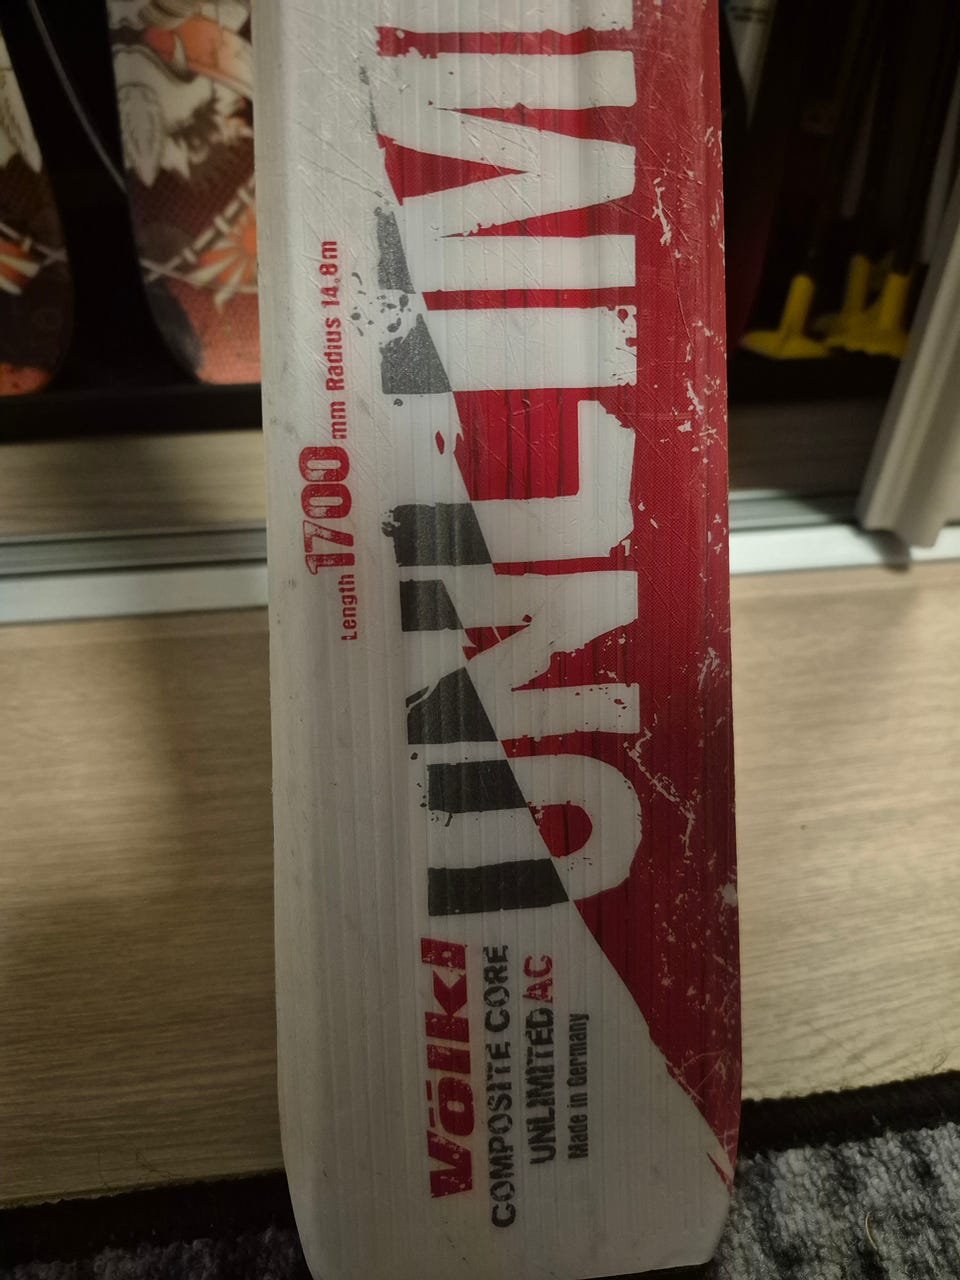 Length 1700 mm Radius 14.8m
UNLIMI
Völkl
COMPOSITE CORE
UNLIMITED AC
Made in Germany